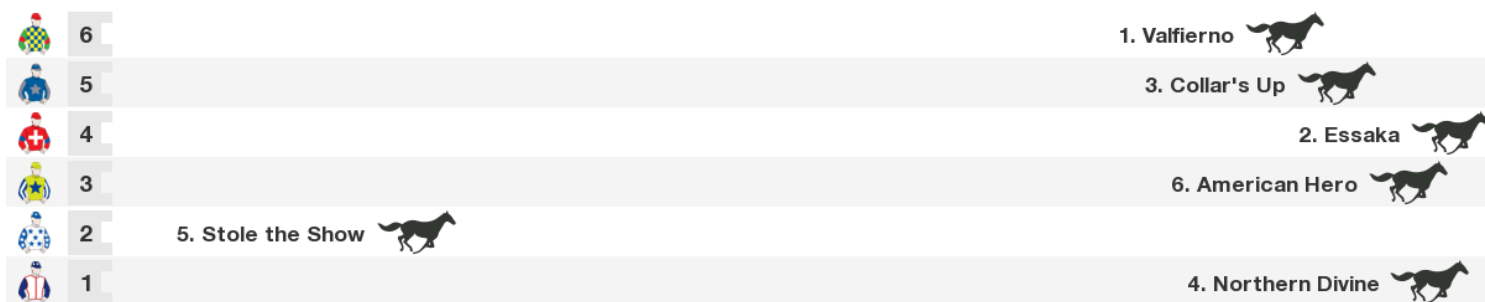 6 1. Valfierno
5 3. Collar's Up
4 2. Essaka
3 6. American Hero
2 5. Stole the Show
1 4. Northern Divine